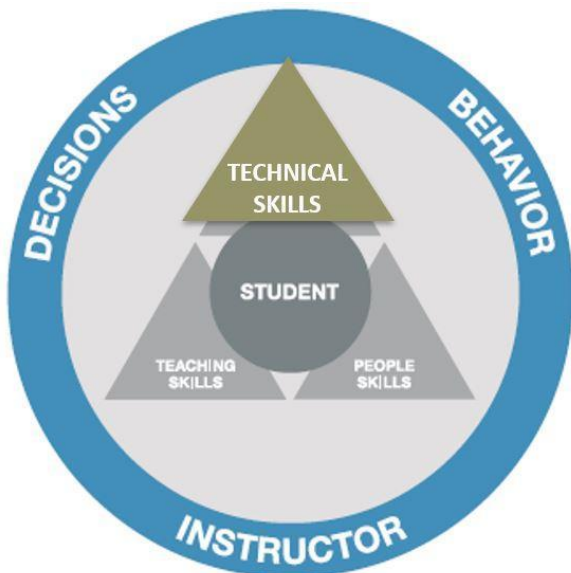 DECISIONS
BEHAVIOR
TECHNICAL
SKILLS
STUDENT
TEACHING
SKILLS
PEOPLE
SKILLS
INSTRUCTOR